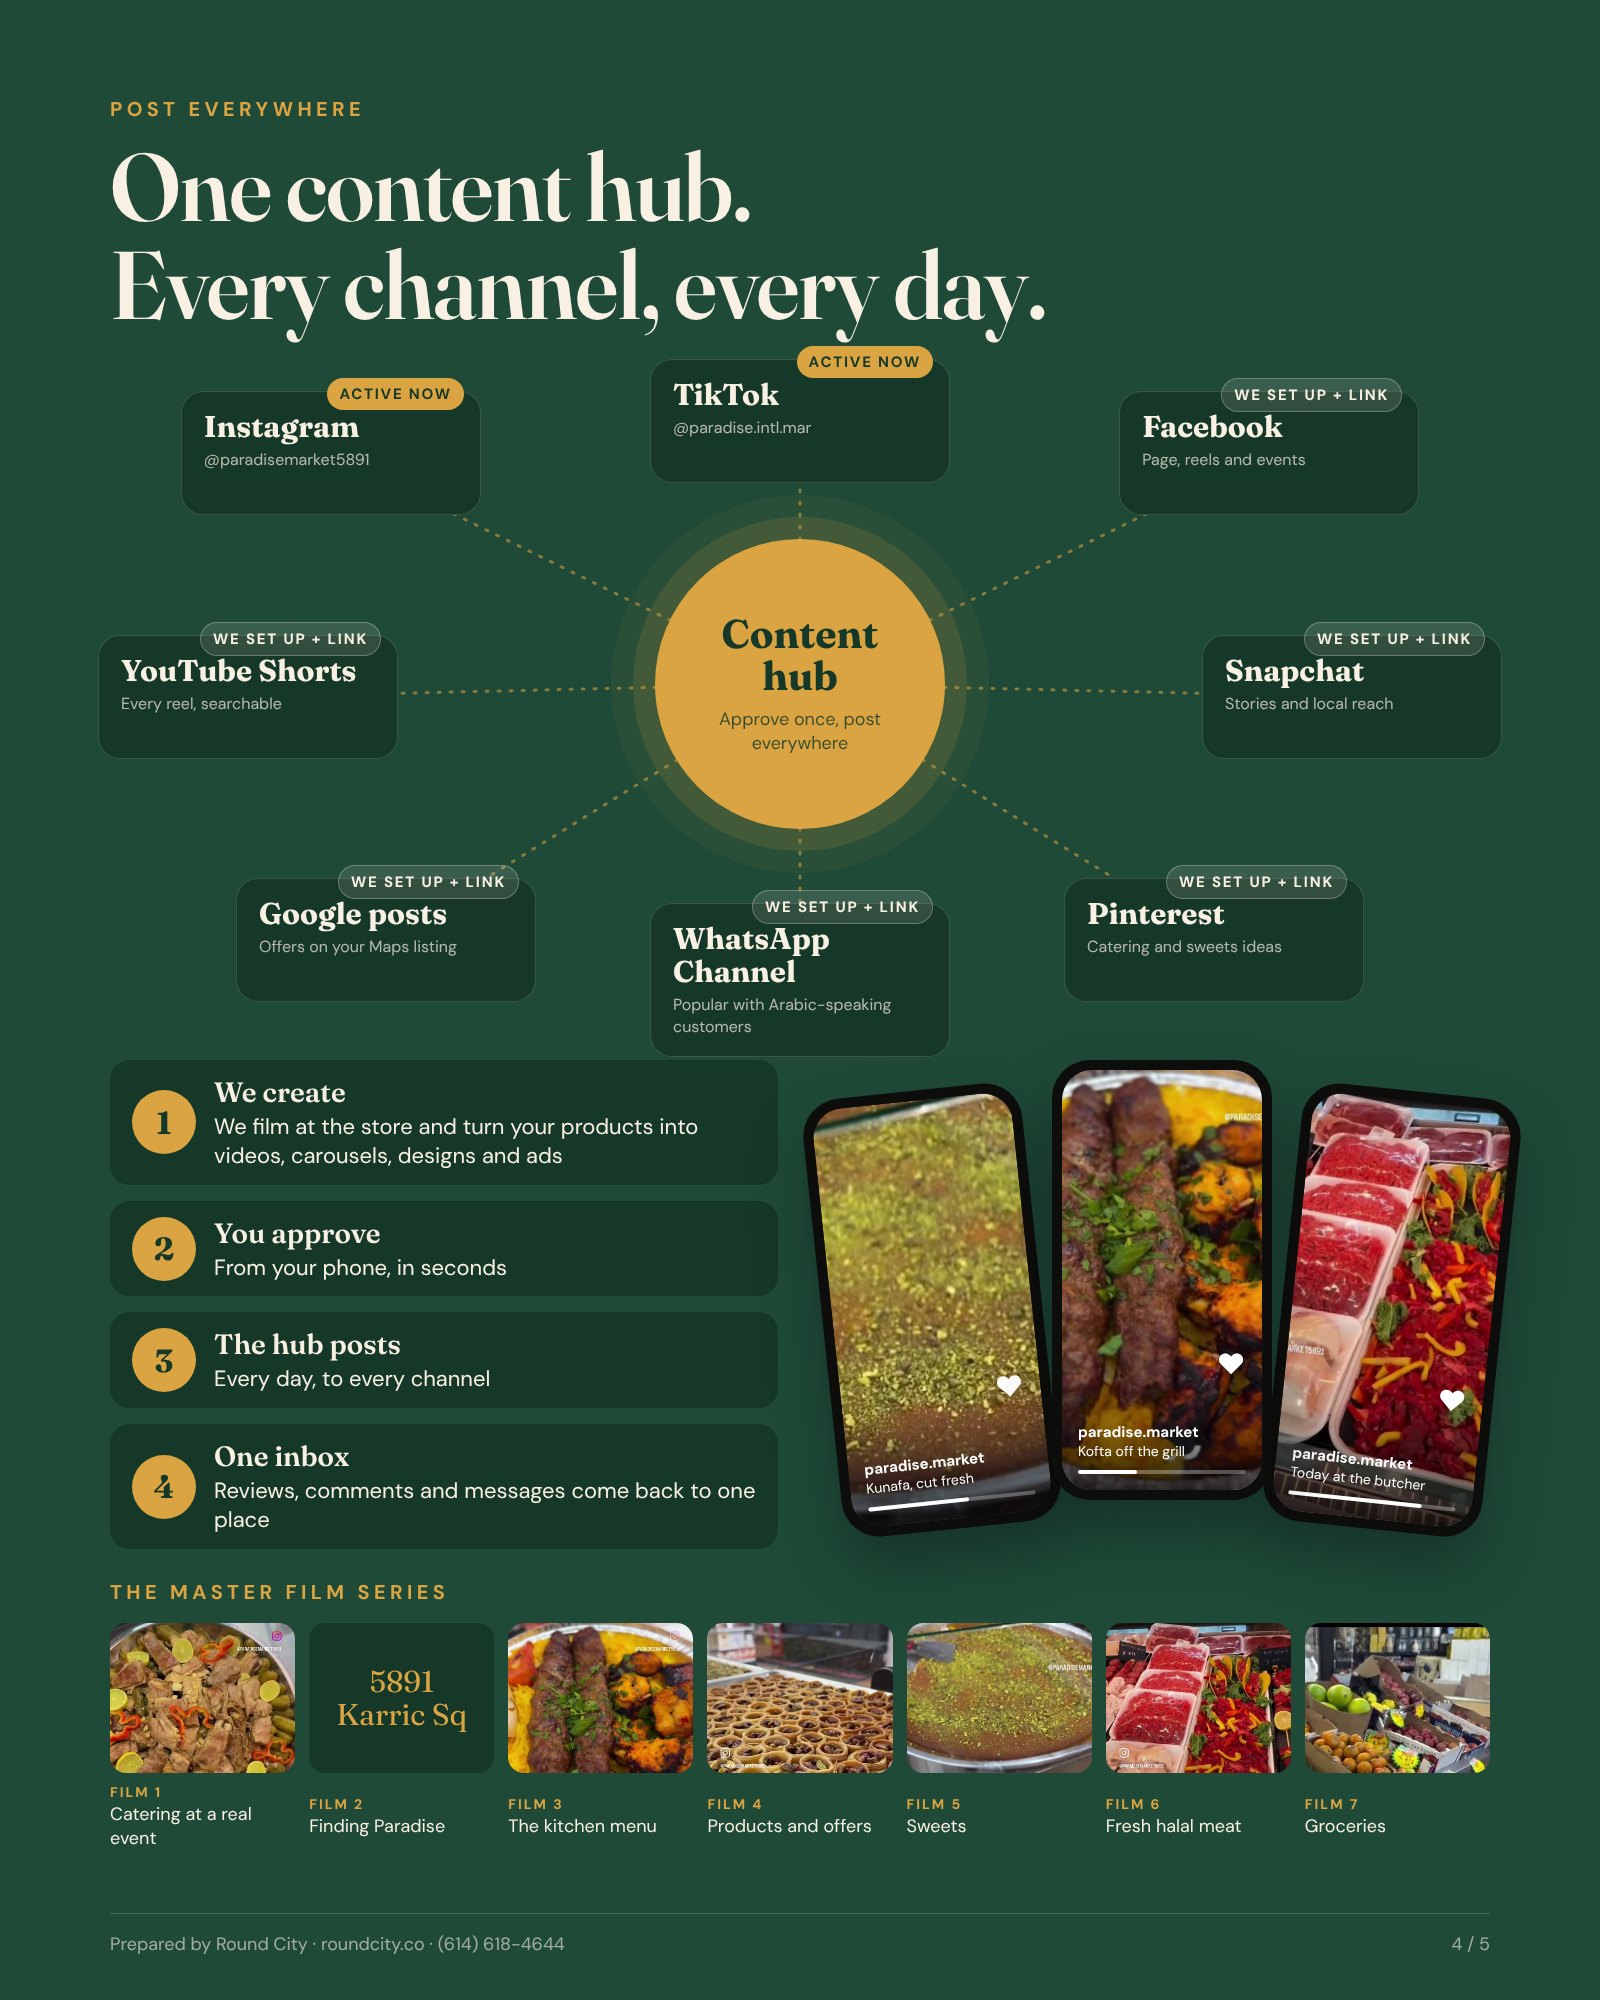 POST EVERYWHERE
One content hub.
Every channel, every day.
ACTIVE NOW
Instagram
@paradisemarket5891
ACTIVE NOW
TikTok
@paradise.intl.mar
WE SET UP + LINK
Facebook
Page, reels and events
WE SET UP + LINK
YouTube Shorts
Every reel, searchable
Content
hub
Approve once, post
everywhere
WE SET UP + LINK
Snapchat
Stories and local reach
WE SET UP + LINK
Google posts
Offers on your Maps listing
WE SET UP + LINK
WhatsApp
Channel
Popular with Arabic-speaking
customers
WE SET UP + LINK
Pinterest
Catering and sweets ideas
1
We create
We film at the store and turn your products into
videos, carousels, designs and ads
2
You approve
From your phone, in seconds
3
The hub posts
Every day, to every channel
4
One inbox
Reviews, comments and messages come back to one
place
paradise.market
Kunafa, cut fresh
@PARADISE
paradise.market
Kofta off the grill
ARKET5891
paradise.market
Today at the butcher
THE MASTER FILM SERIES
5891
Karric Sq
FILM 1
Catering at a real
event
FILM 2
Finding Paradise
FILM 3
The kitchen menu
FILM 4
Products and offers
FILM 5
Sweets
FILM 6
Fresh halal meat
FILM 7
Groceries
Prepared by Round City · roundcity.co · (614) 618-4644
4 / 5